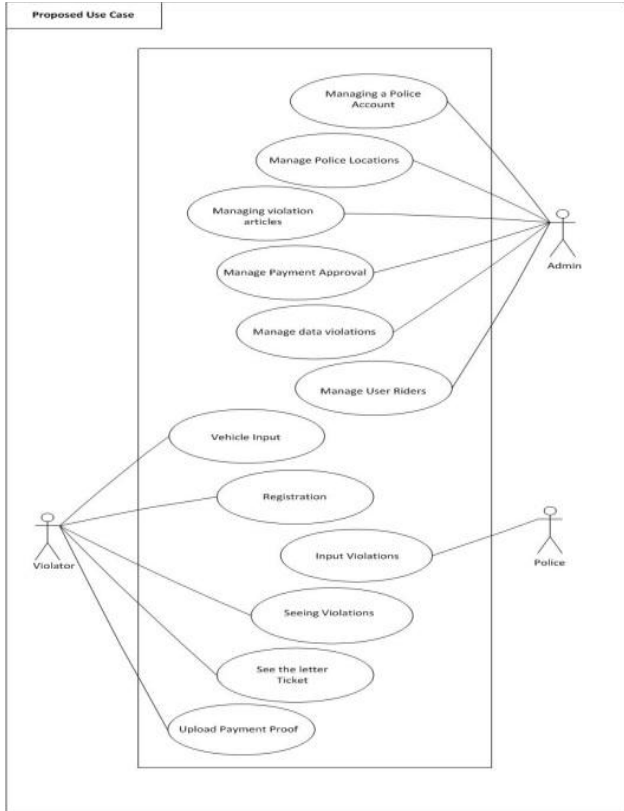 Proposed Use Case
Managing a Police
Account
Manage Police Locations
Managing violation
articles
Admin
Manage Payment Approval
Manage data violations
Manage User Riders
Vehicle Input
Registration
Input Violations
Violator
Police
Seeing Violations
See the letter
Ticket
Upload Payment Proof